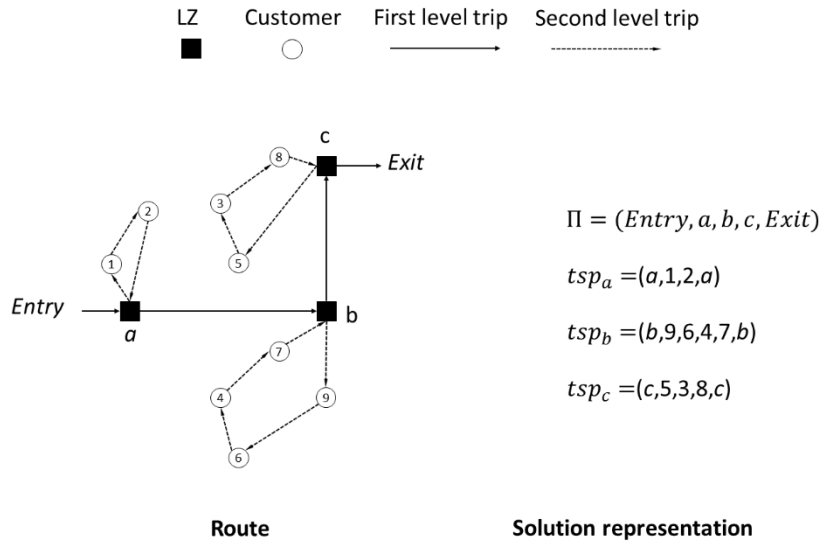 LZ Customer First level trip Second level trip
c
8
Exit
2
3
Π = (Entry, a, b, c, Exit)
1
5
tsp_a =(a,1,2,a)
Entry
a
b
tsp_b =(b,9,6,4,7,b)
7
4
9
tsp_c =(c,5,3,8,c)
6
Route Solution representation